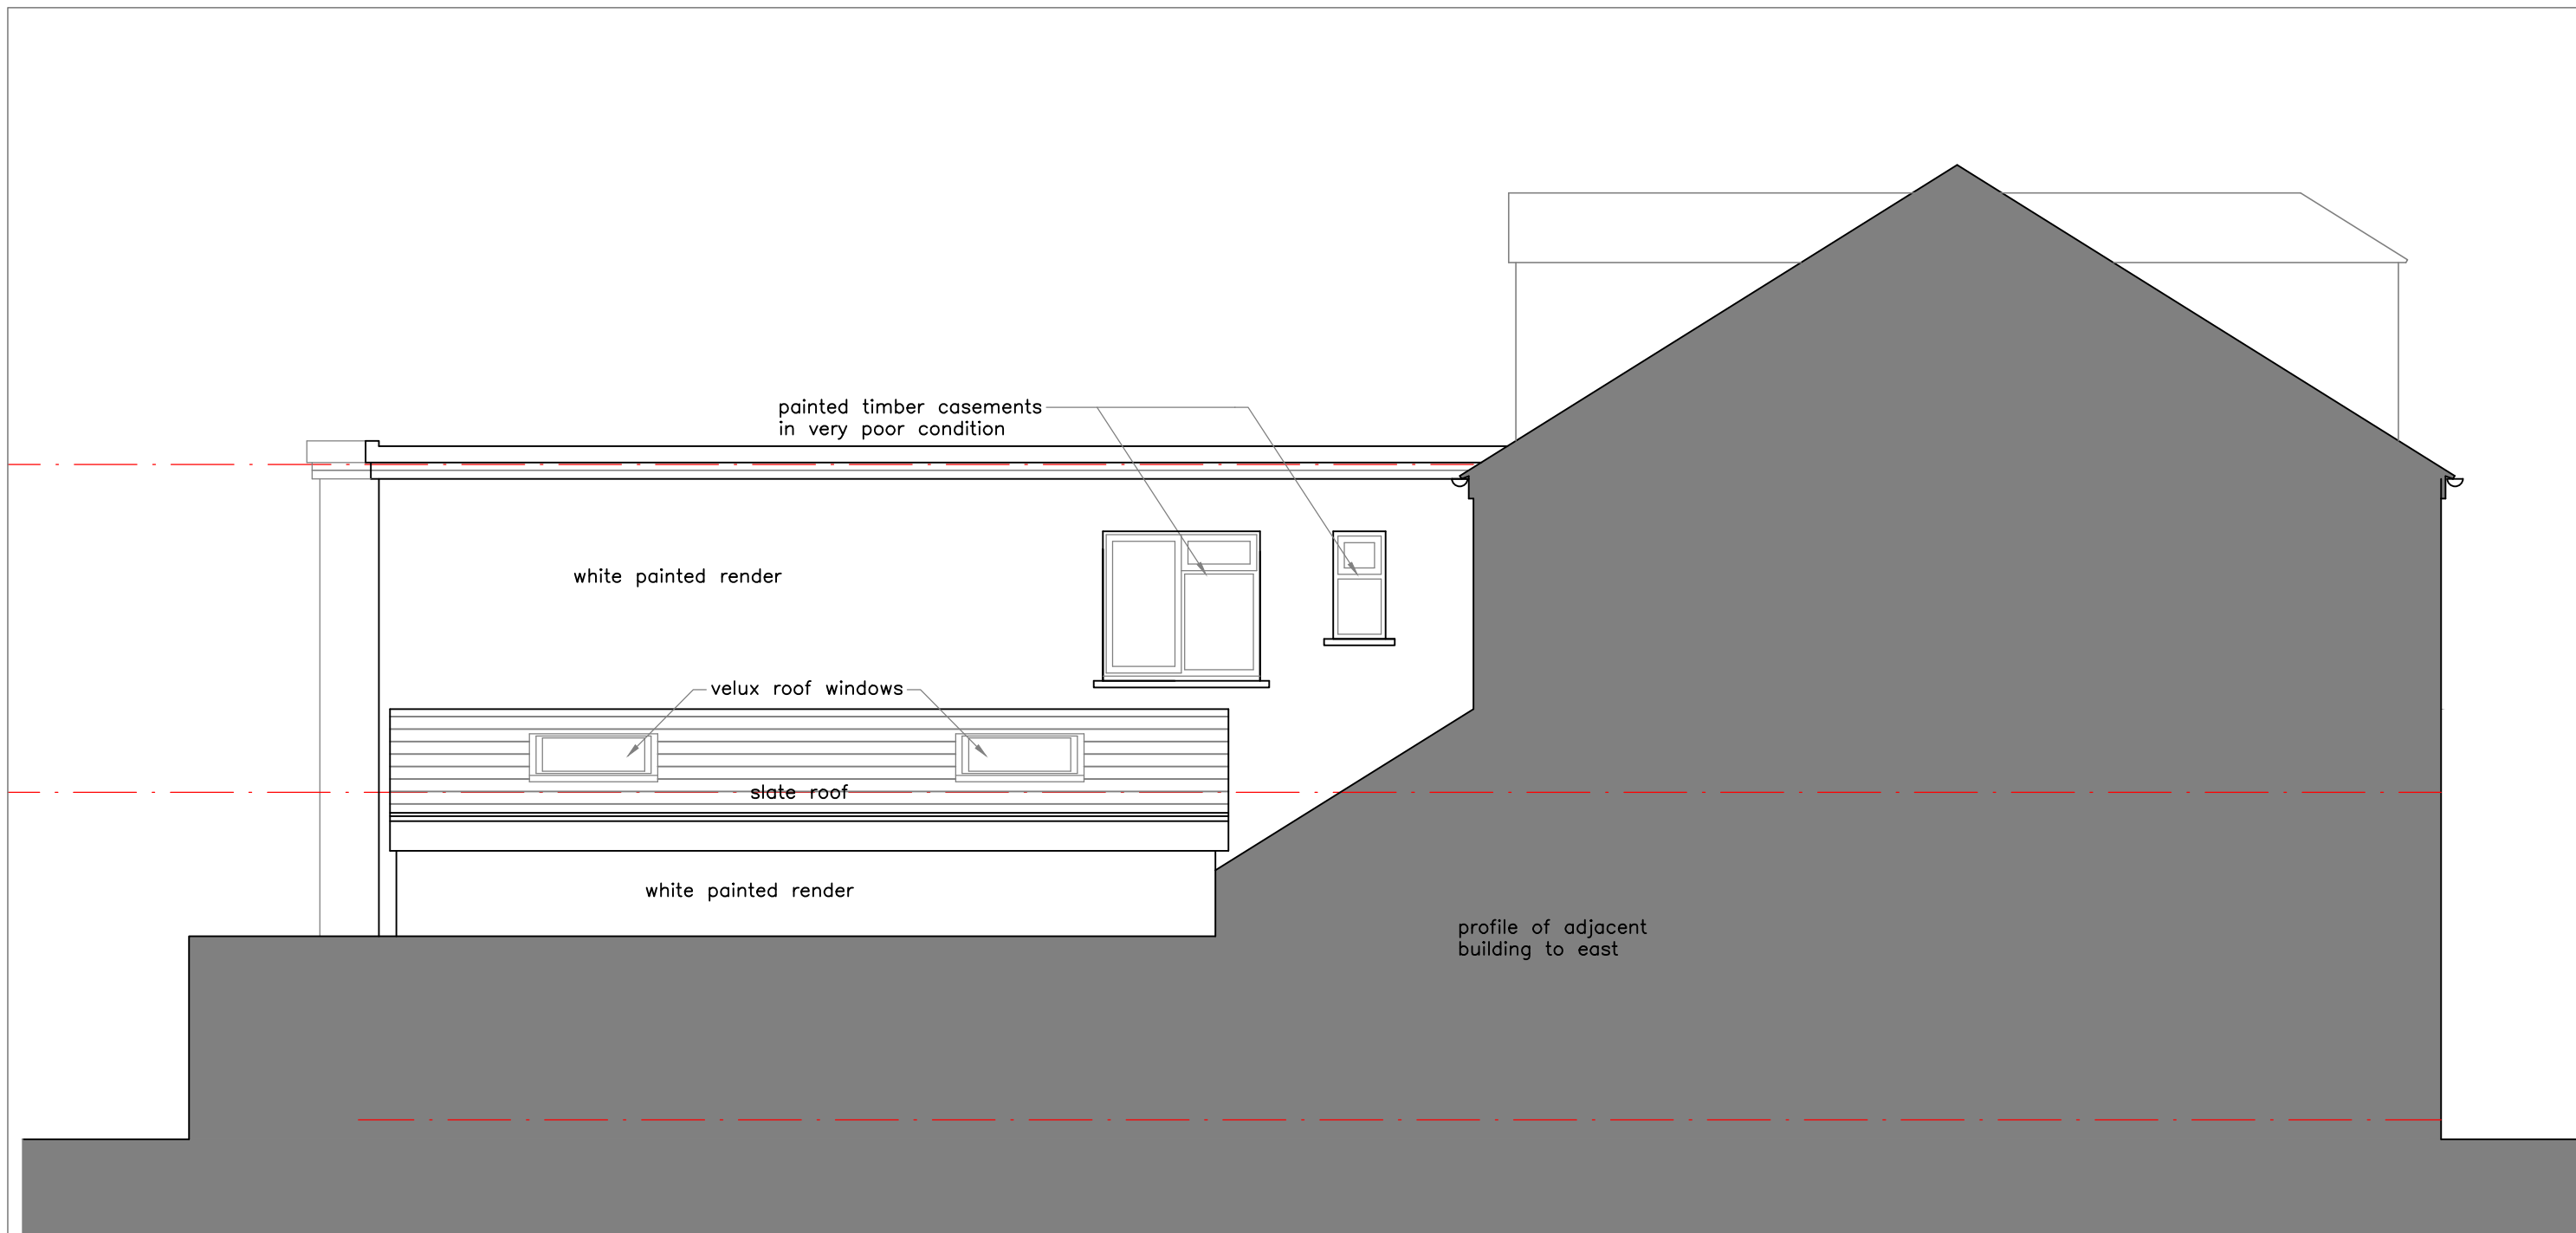 painted timber casements
in very poor condition
white painted render
velux roof windows
slate roof
white painted render
profile of adjacent
building to east